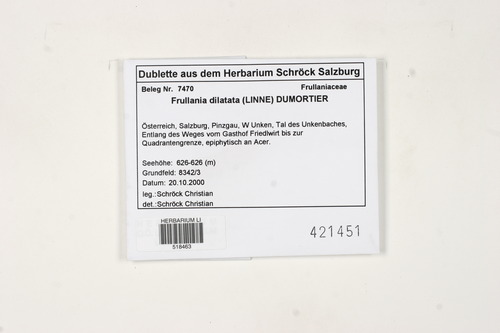 Dublette aus dem Herbarium Schröck Salzburg
Beleg Nr. 7470 Frullaniaceae
Frullania dilatata (LINNE) DUMORTIER
Österreich, Salzburg, Pinzgau, W Unken, Tal des Unkenbaches,
Entlang des Weges vom Gasthof Friedlwirt bis zur
Quadrantengrenze, epiphytisch an Acer.
Seehöhe: 626-626 (m)
Grundfeld: 8342/3
Datum: 20.10.2000
leg.:Schröck Christian
det.:Schröck Christian
HERBARIUM LI
518463
421451